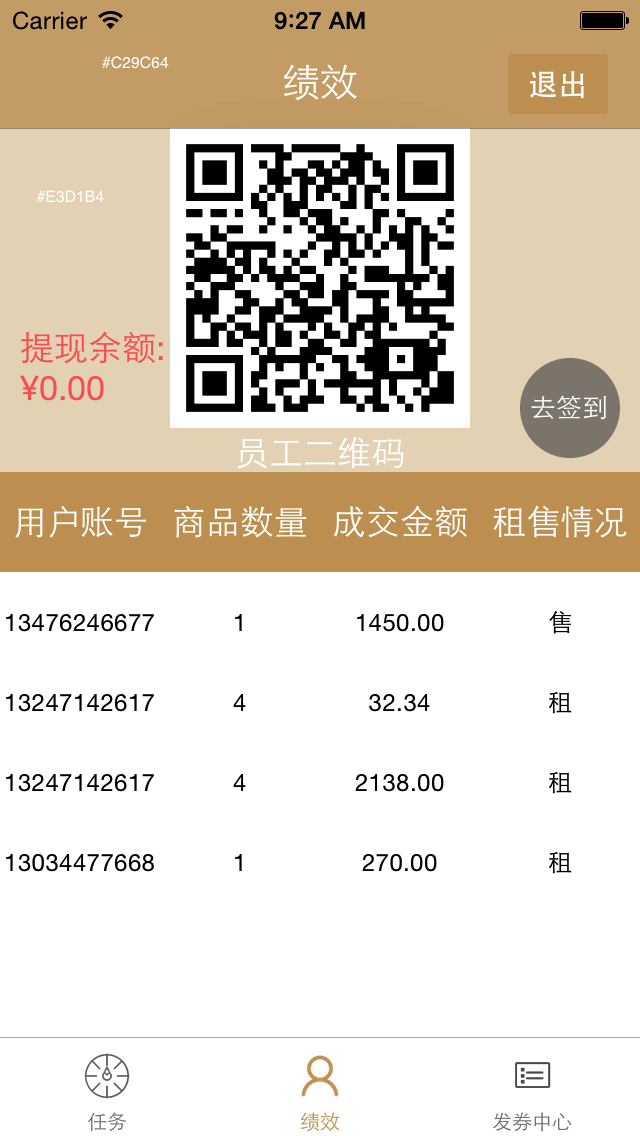 Carrier 9:27 AM
#C29C64
绩效 退出
#E3D1B4
提现余额:
¥0.00
去签到
员工二维码
用户账号 商品数量 成交金额 租售情况
13476246677 1 1450.00 售
13247142617 4 32.34 租
13247142617 4 2138.00 租
13034477668 1 270.00 租
任务 绩效 发券中心